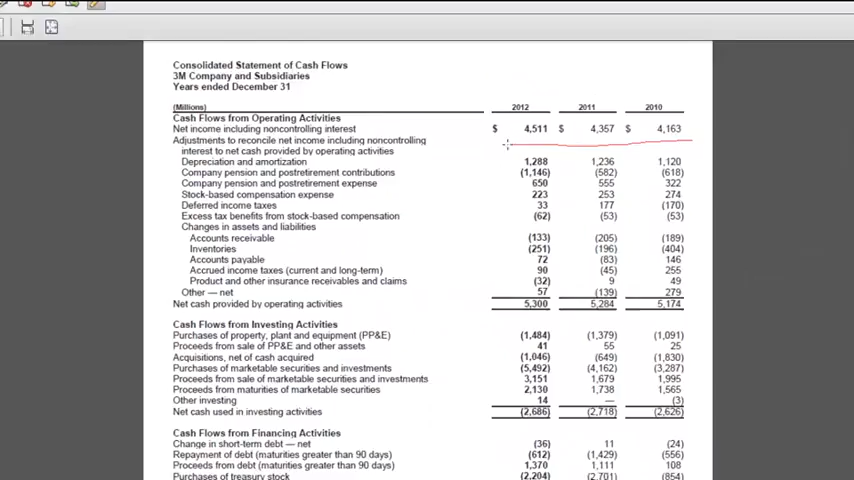 Consolidated Statement of Cash Flows
3M Company and Subsidiaries
Years ended December 31
(Millions) 2012 2011 2010
Cash Flows from Operating Activities
Net income including noncontrolling interest $ 4,511 $ 4,357 $ 4,163
Adjustments to reconcile net income including noncontrolling
interest to net cash provided by operating activities
Depreciation and amortization 1,288 1,236 1,120
Company pension and postretirement contributions (1,146) (582) (618)
Company pension and postretirement expense 650 555 322
Stock-based compensation expense 223 253 274
Deferred income taxes 33 177 (170)
Excess tax benefits from stock-based compensation (62) (53) (53)
Changes in assets and liabilities
Accounts receivable (133) (205) (189)
Inventories (251) (196) (404)
Accounts payable 72 (83) 146
Accrued income taxes (current and long-term) 90 (45) 255
Product and other insurance receivables and claims (32) 9 49
Other — net 57 (139) 279
Net cash provided by operating activities 5,300 5,284 5,174
Cash Flows from Investing Activities
Purchases of property, plant and equipment (PP&E) (1,484) (1,379) (1,091)
Proceeds from sale of PP&E and other assets 41 55 25
Acquisitions, net of cash acquired (1,046) (649) (1,830)
Purchases of marketable securities and investments (5,492) (4,162) (3,287)
Proceeds from sale of marketable securities and investments 3,151 1,679 1,995
Proceeds from maturities of marketable securities 2,130 1,738 1,565
Other investing 14 — (3)
Net cash used in investing activities (2,686) (2,718) (2,626)
Cash Flows from Financing Activities
Change in short-term debt — net (36) 11 (24)
Repayment of debt (maturities greater than 90 days) (612) (1,429) (556)
Proceeds from debt (maturities greater than 90 days) 1,370 1,111 108
Purchases of treasury stock (2,204) (2,701) (854)